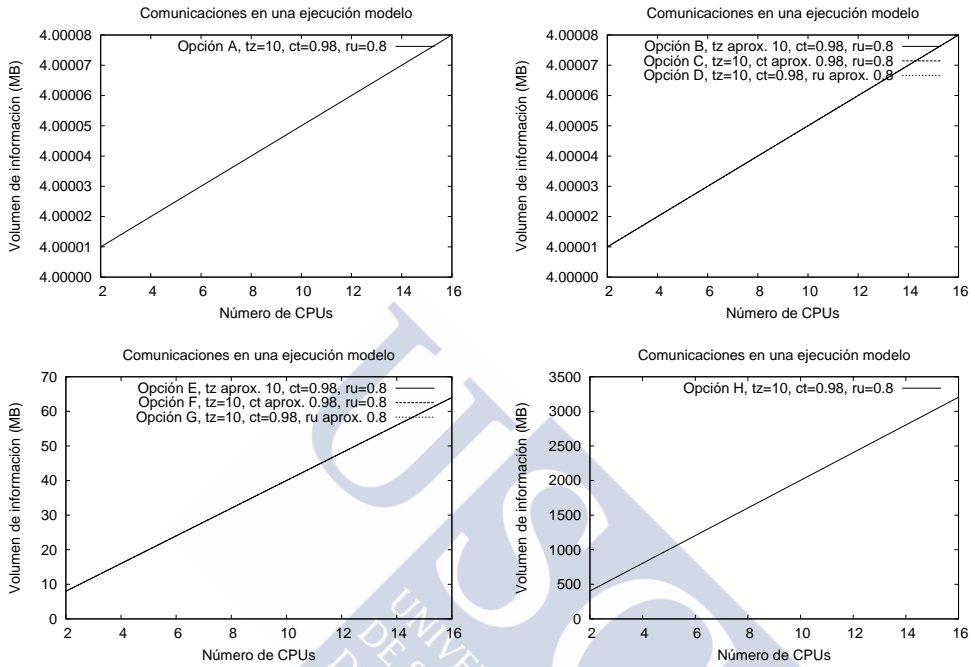 Comunicaciones en una ejecución modelo
Opción A, tz=10, ct=0.98, ru=0.8
Volumen de información (MB)
4.00008
4.00007
4.00006
4.00005
4.00004
4.00003
4.00002
4.00001
4.00000
2 4 6 8 10 12 14 16
Número de CPUs
Comunicaciones en una ejecución modelo
Opción B, tz aprox. 10, ct=0.98, ru=0.8
Opción C, tz=10, ct aprox. 0.98, ru=0.8
Opción D, tz=10, ct=0.98, ru aprox. 0.8
Volumen de información (MB)
4.00008
4.00007
4.00006
4.00005
4.00004
4.00003
4.00002
4.00001
4.00000
2 4 6 8 10 12 14 16
Número de CPUs
Comunicaciones en una ejecución modelo
Opción E, tz aprox. 10, ct=0.98, ru=0.8
Opción F, tz=10, ct aprox. 0.98, ru=0.8
Opción G, tz=10, ct=0.98, ru aprox. 0.8
Volumen de información (MB)
70
60
50
40
30
20
10
0
2 4 6 8 10 12 14 16
Número de CPUs
Comunicaciones en una ejecución modelo
Opción H, tz=10, ct=0.98, ru=0.8
Volumen de información (MB)
3500
3000
2500
2000
1500
1000
500
0
2 4 6 8 10 12 14 16
Número de CPUs
USC